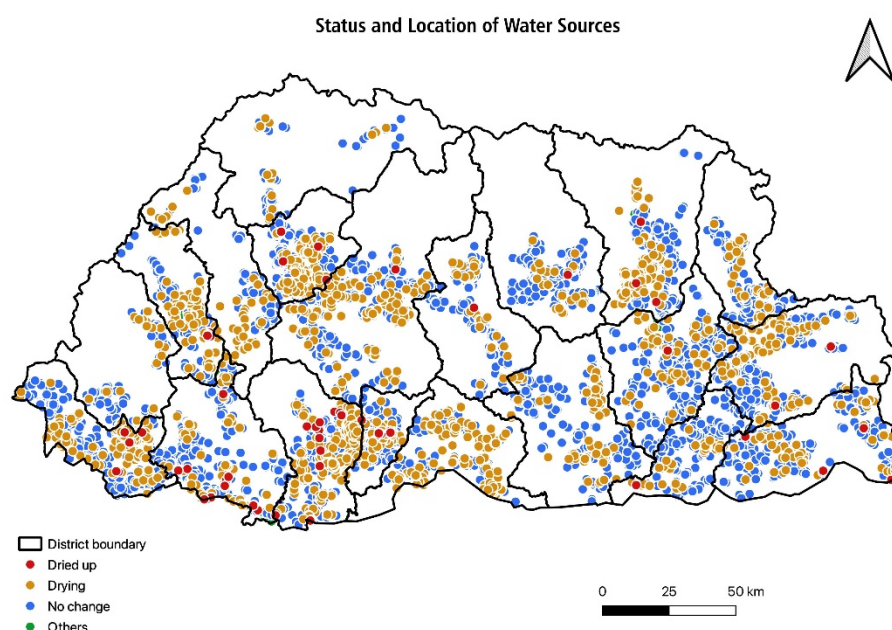 Status and Location of Water Sources
District boundary
Dried up
Drying
No change
Others
0 25 50 km